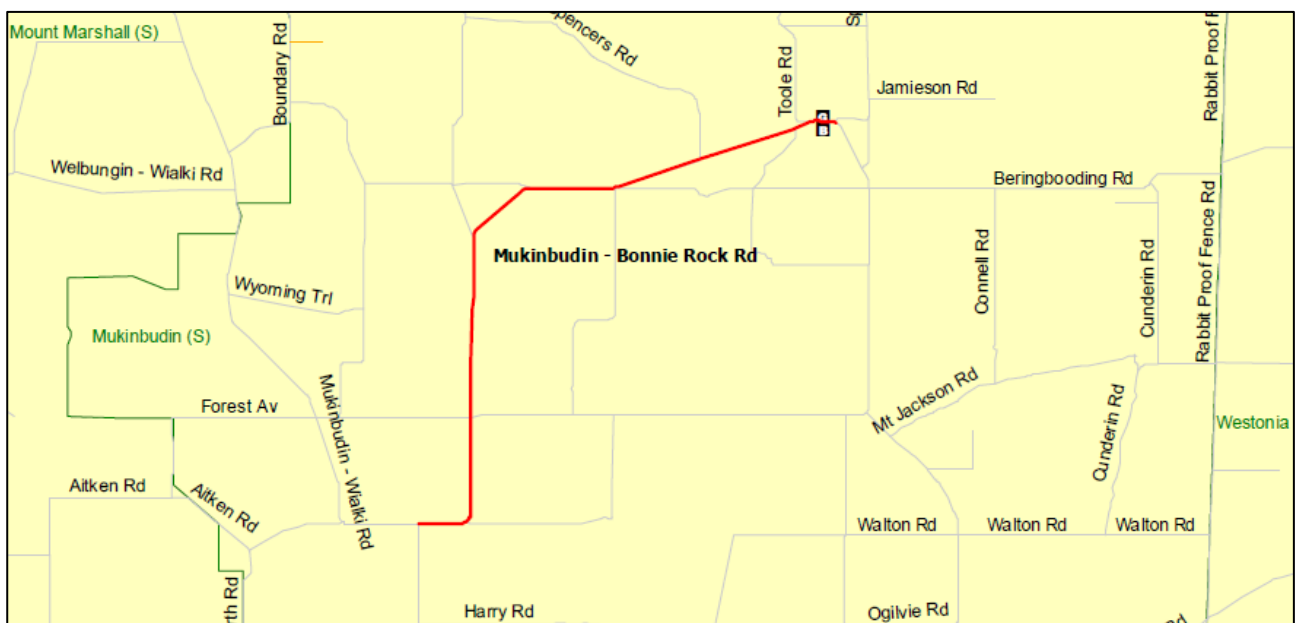 Mount Marshall (S)
Boundary Rd
Spencers Rd
Toole Rd
Jamieson Rd
Rabbit Proof F
Welbungin - Wialki Rd
Beringbooding Rd
Mukinbudin - Bonnie Rock Rd
Connell Rd
Cunderin Rd
Rabbit Proof Fence Rd
Wyoming Trl
Mukinbudin (S)
Mukinbudin - Wialki Rd
Forest Av
Mt Jackson Rd
Cunderin Rd
Westonia
Aitken Rd
Aitken Rd
Walton Rd
Walton Rd
Walton Rd
rth Rd
Harry Rd
Ogilvie Rd
Rd